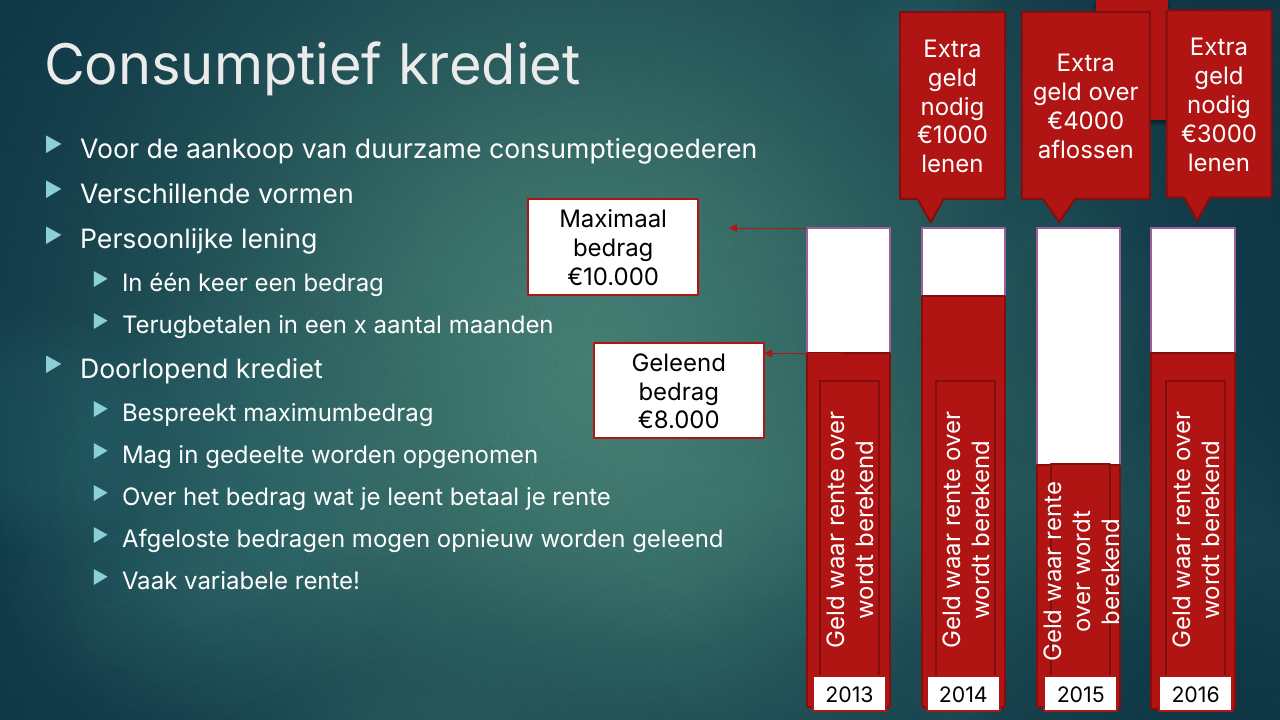 Consumptief krediet
Voor de aankoop van duurzame consumptiegoederen
Verschillende vormen
Persoonlijke lening
In één keer een bedrag
Terugbetalen in een x aantal maanden
Doorlopend krediet
Bespreekt maximumbedrag
Mag in gedeelte worden opgenomen
Over het bedrag wat je leent betaal je rente
Afgeloste bedragen mogen opnieuw worden geleend
Vaak variabele rente!
Maximaal
bedrag
€10.000
Geleend
bedrag
€8.000
Extra
geld
nodig
€1000
lenen
Extra
geld over
€4000
aflossen
Extra
geld
nodig
€3000
lenen
Geld waar rente over
wordt berekend
2013
Geld waar rente over
wordt berekend
2014
Geld waar rente
over wordt
berekend
2015
Geld waar rente over
wordt berekend
2016